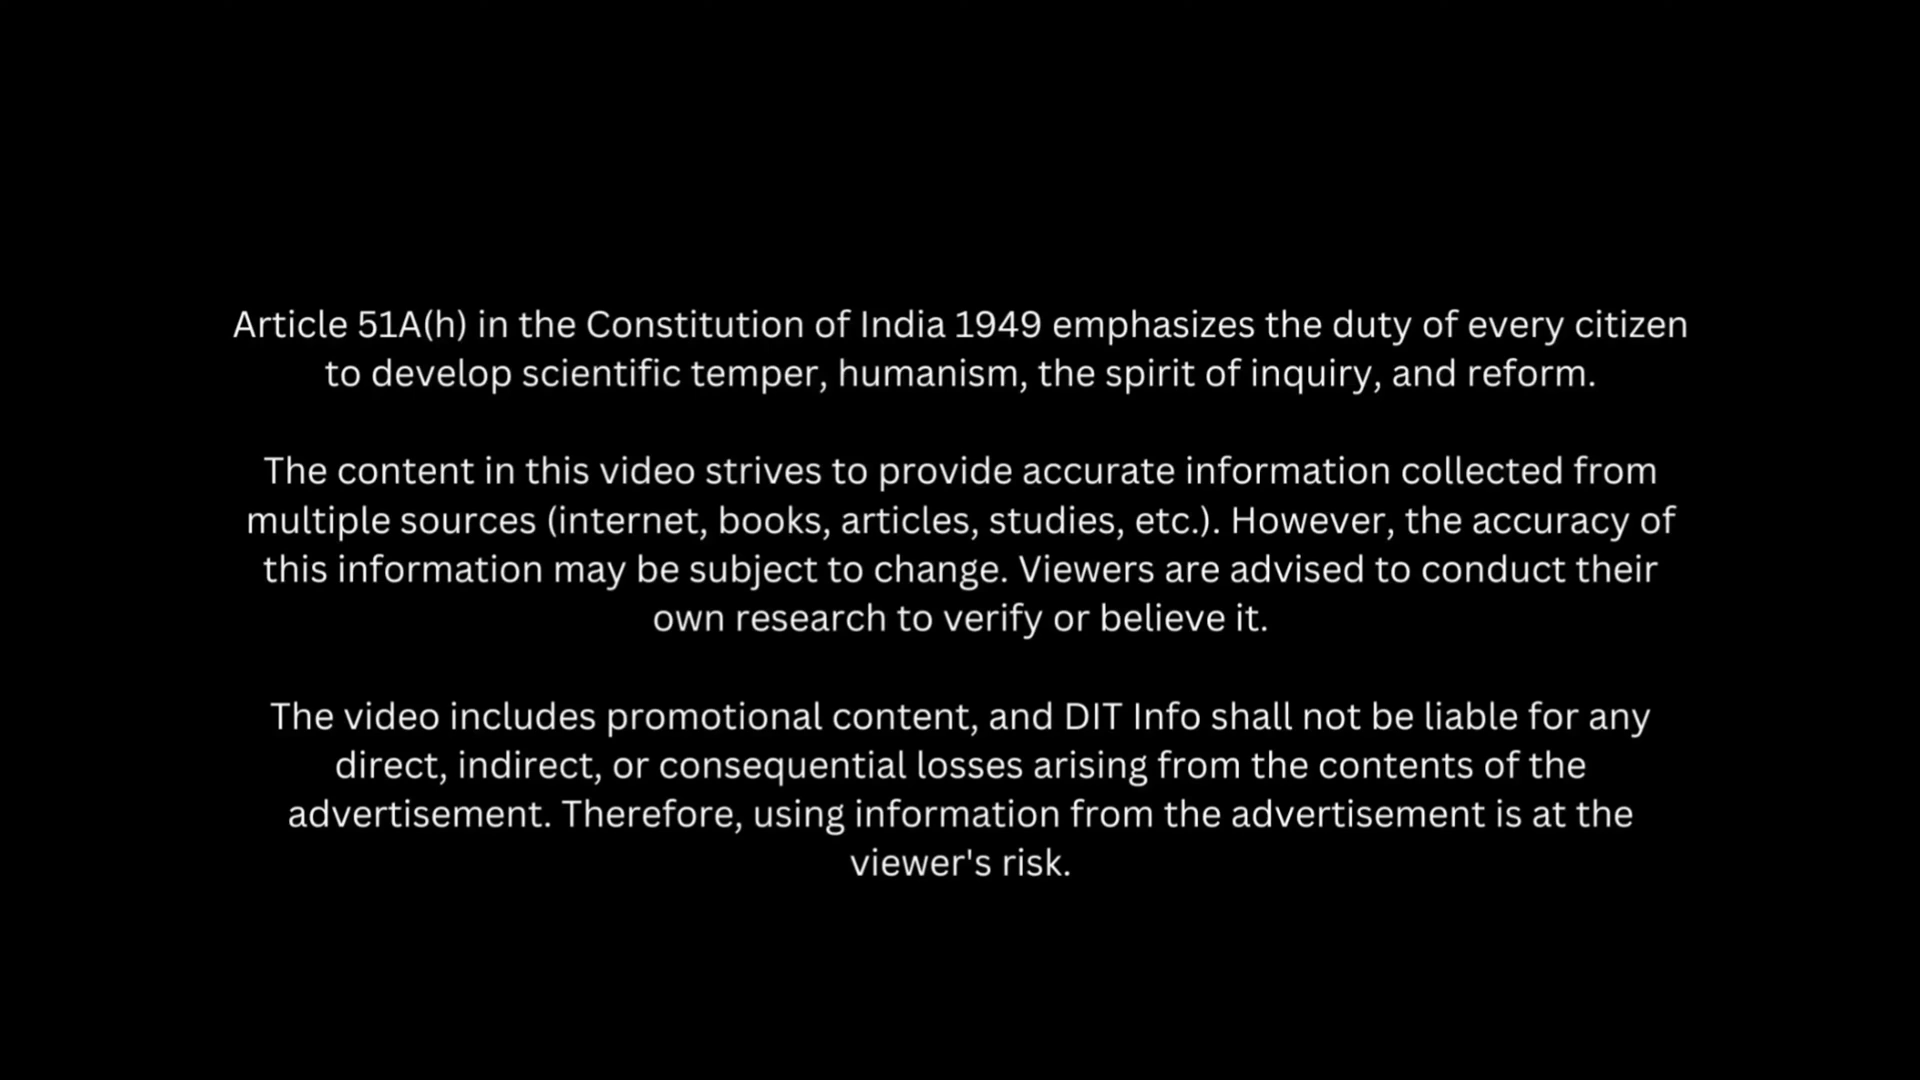 Article 51A(h) in the Constitution of India 1949 emphasizes the duty of every citizen
to develop scientific temper, humanism, the spirit of inquiry, and reform.
The content in this video strives to provide accurate information collected from
multiple sources (internet, books, articles, studies, etc.). However, the accuracy of
this information may be subject to change. Viewers are advised to conduct their
own research to verify or believe it.
The video includes promotional content, and DIT Info shall not be liable for any
direct, indirect, or consequential losses arising from the contents of the
advertisement. Therefore, using information from the advertisement is at the
viewer's risk.